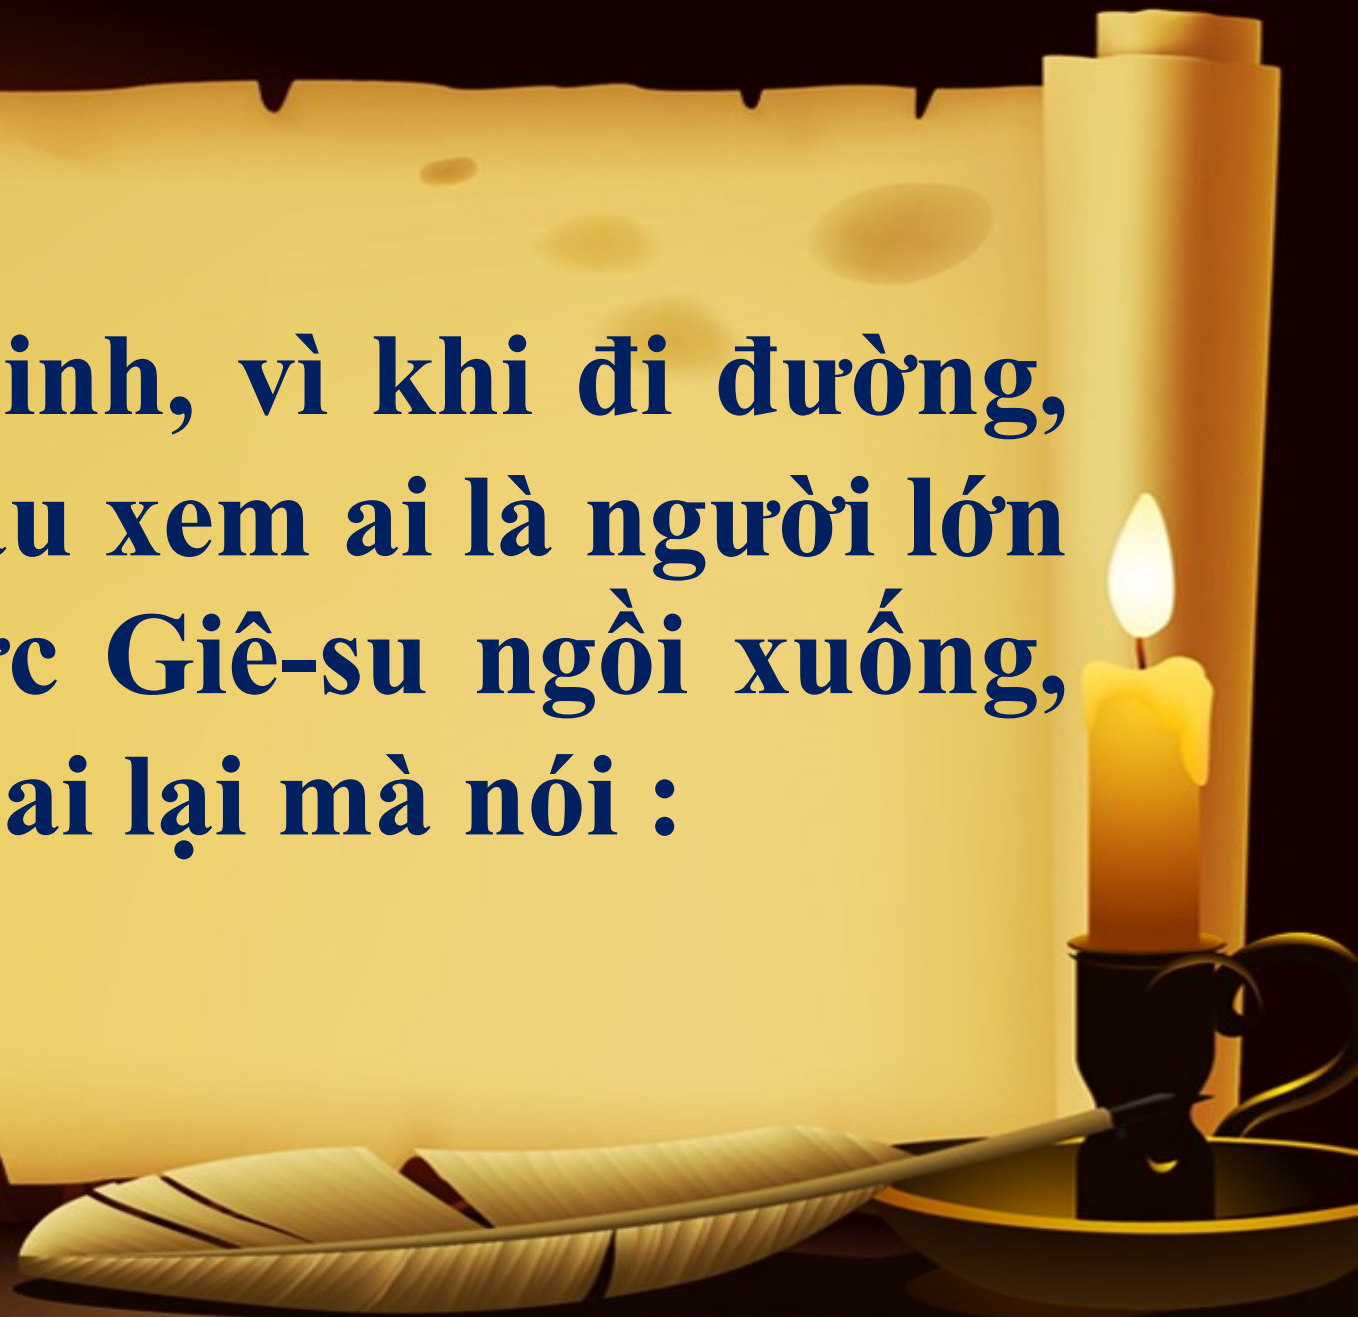 inh, vì khi đi đường,
xem ai là người lớn
Giê-su ngồi xuống,
ai lại mà nói :